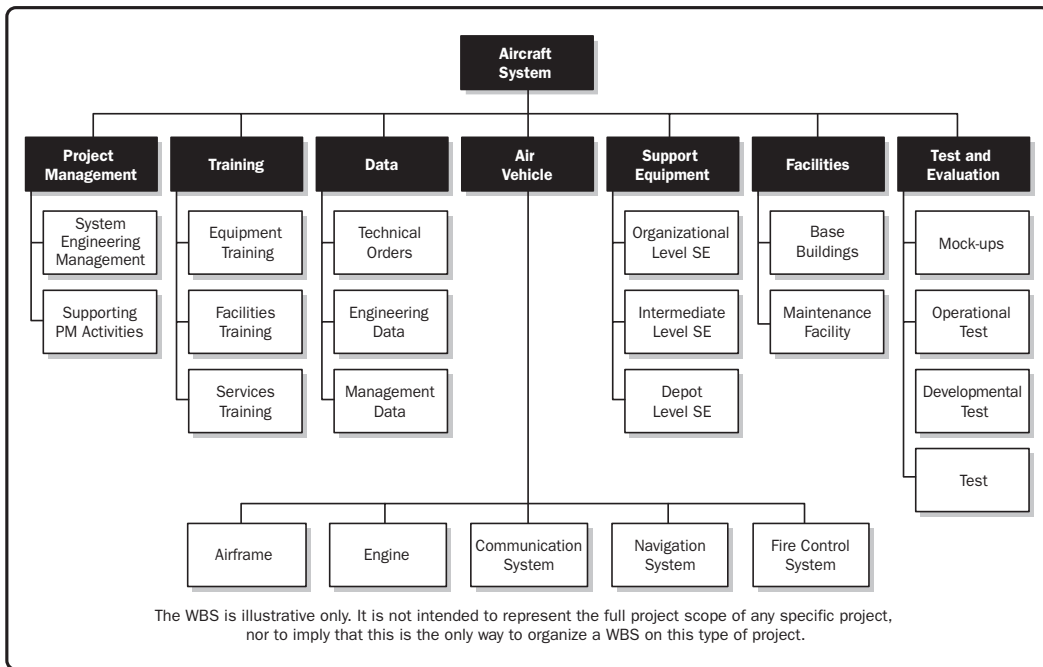 Aircraft
System
Project
Management
Training
Data
Air
Vehicle
Support
Equipment
Facilities
Test and
Evaluation
System
Engineering
Management
Supporting
PM Activities
Equipment
Training
Facilities
Training
Services
Training
Technical
Orders
Engineering
Data
Management
Data
Organizational
Level SE
Intermediate
Level SE
Depot
Level SE
Base
Buildings
Maintenance
Facility
Mock-ups
Operational
Test
Developmental
Test
Test
Airframe
Engine
Communication
System
Navigation
System
Fire Control
System
The WBS is illustrative only. It is not intended to represent the full project scope of any specific project,
nor to imply that this is the only way to organize a WBS on this type of project.